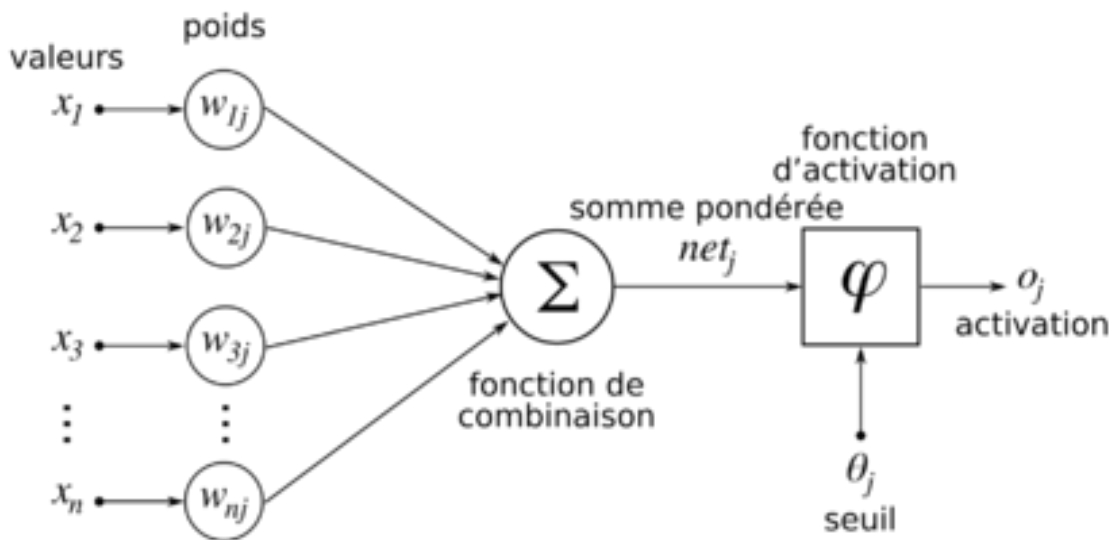 poids
valeurs
x1
w1j
x2
w2j
x3
w3j
⋮
⋮
xn
wnj
Σ
fonction de
combinaison
somme pondérée
netj
fonction
d'activation
φ
oj
activation
θj
seuil